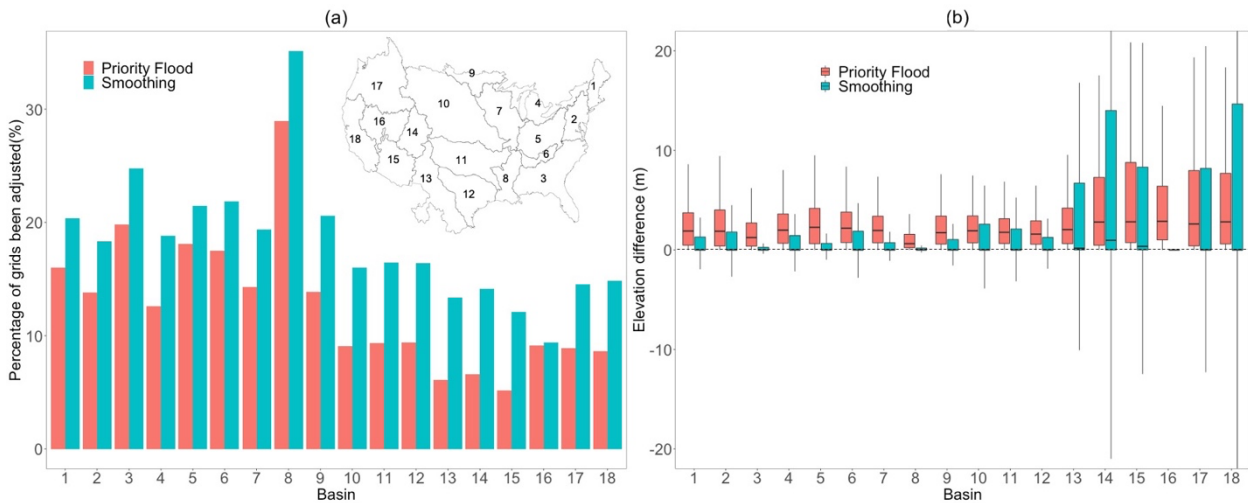 (a)
Percentage of grids been adjusted(%)
30
20
10
0
Priority Flood
Smoothing
1
2
3
4
5
6
7
8
9
10
11
12
13
14
15
16
17
18
1 2 3 4 5 6 7 8 9 10 11 12 13 14 15 16 17 18
Basin
(b)
Elevation difference (m)
20
10
0
-10
-20
Priority Flood
Smoothing
1 2 3 4 5 6 7 8 9 10 11 12 13 14 15 16 17 18
Basin